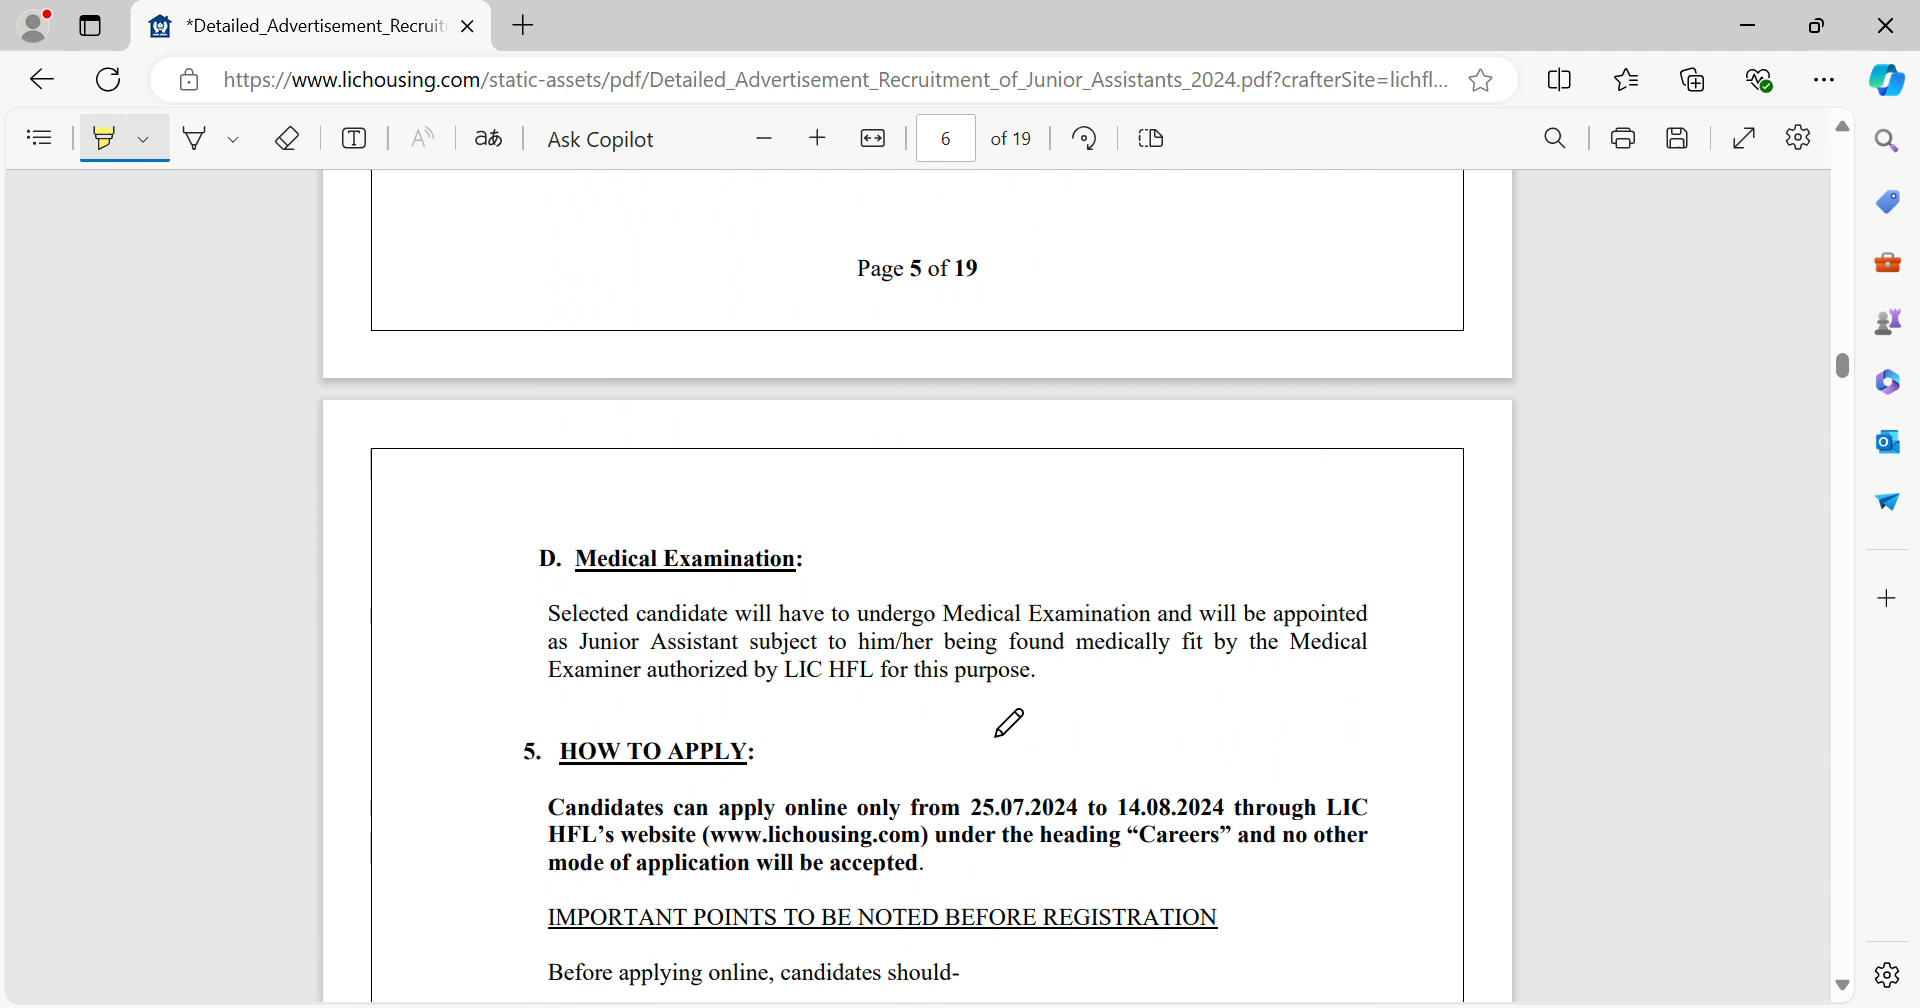 *Detailed_Advertisement_Recruit
https://www.lichousing.com/static-assets/pdf/Detailed_Advertisement_Recruitment_of_Junior_Assistants_2024.pdf?crafterSite=lichfl...
aあ Ask Copilot 6 of 19
Page 5 of 19
D. Medical Examination:
Selected candidate will have to undergo Medical Examination and will be appointed
as Junior Assistant subject to him/her being found medically fit by the Medical
Examiner authorized by LIC HFL for this purpose.
5. HOW TO APPLY:
Candidates can apply online only from 25.07.2024 to 14.08.2024 through LIC
HFL’s website (www.lichousing.com) under the heading “Careers” and no other
mode of application will be accepted.
IMPORTANT POINTS TO BE NOTED BEFORE REGISTRATION
Before applying online, candidates should-